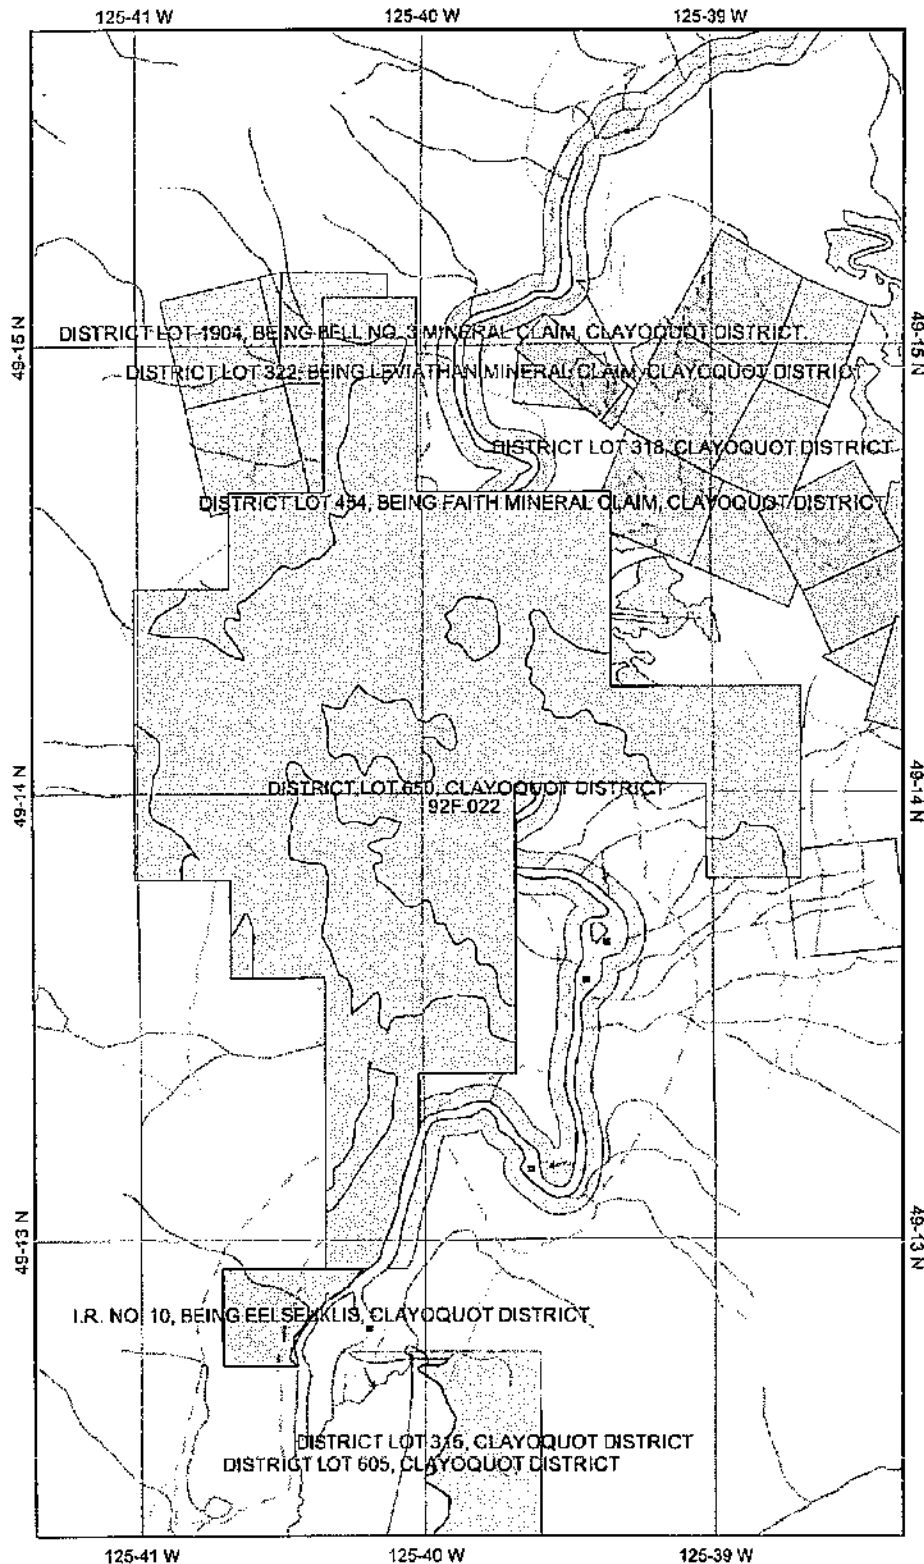 125-41 W 125-40 W 125-39 W
DISTRICT LOT 1904, BEING BELL NO. 3 MINERAL CLAIM, CLAYOQUOT DISTRICT
49-15 N 49-15 N
DISTRICT LOT 322, BEING LEVIATHAN MINERAL CLAIM, CLAYOQUOT DISTRICT
DISTRICT LOT 318, CLAYOQUOT DISTRICT
DISTRICT LOT 454, BEING FAITH MINERAL CLAIM, CLAYOQUOT DISTRICT
49-14 N 49-14 N
DISTRICT LOT 650, CLAYOQUOT DISTRICT
92F.022
49-13 N 49-13 N
I.R. NO. 10, BEING EELSEUKLIS, CLAYOQUOT DISTRICT
DISTRICT LOT 315, CLAYOQUOT DISTRICT
DISTRICT LOT 605, CLAYOQUOT DISTRICT
125-41 W 125-40 W 125-39 W